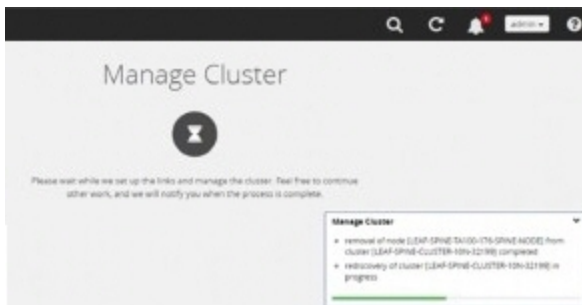 admin
Manage Cluster
Please wait while we set up the links and manage the cluster. Feel free to continue
other work, and we will notify you when the process is complete.
Manage Cluster
removal of node [LEAF-SPINE-TA100-176-SPINE-NODE] from
cluster [LEAF-SPINE-CLUSTER-10N-32199] completed
rediscovery of cluster [LEAF-SPINE-CLUSTER-10N-32199] in
progress